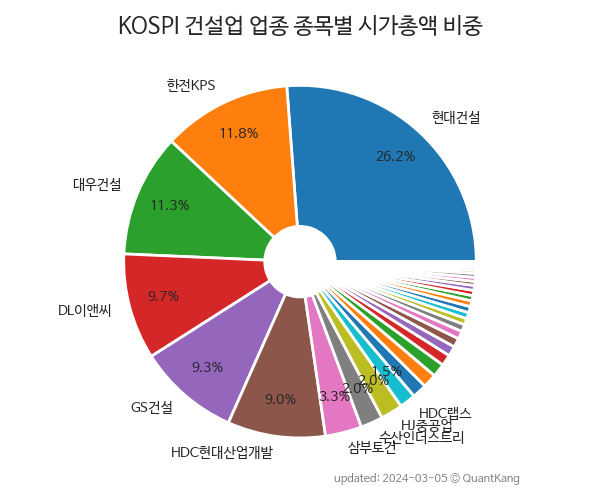 KOSPI 건설업 업종 종목별 시가총액 비중
현대건설
26.2%
한전KPS
11.8%
대우건설
11.3%
DL이앤씨
9.7%
GS건설
9.3%
HDC현대산업개발
9.0%
삼부토건
3.3%
수산인더스트리
2.0%
HJ중공업
2.0%
HDC랩스
1.5%
updated: 2024-03-05 © QuantKang